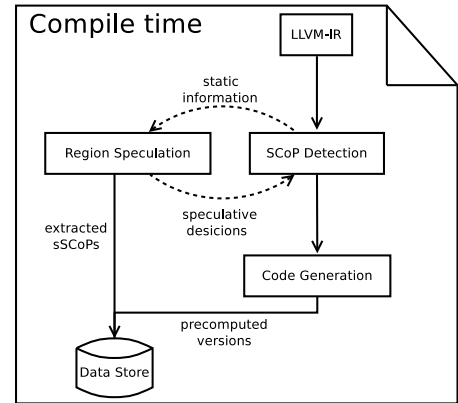 Compile time
LLVM-IR
static
information
Region Speculation
SCoP Detection
speculative
desicions
extracted
sSCoPs
Code Generation
precomputed
versions
Data Store